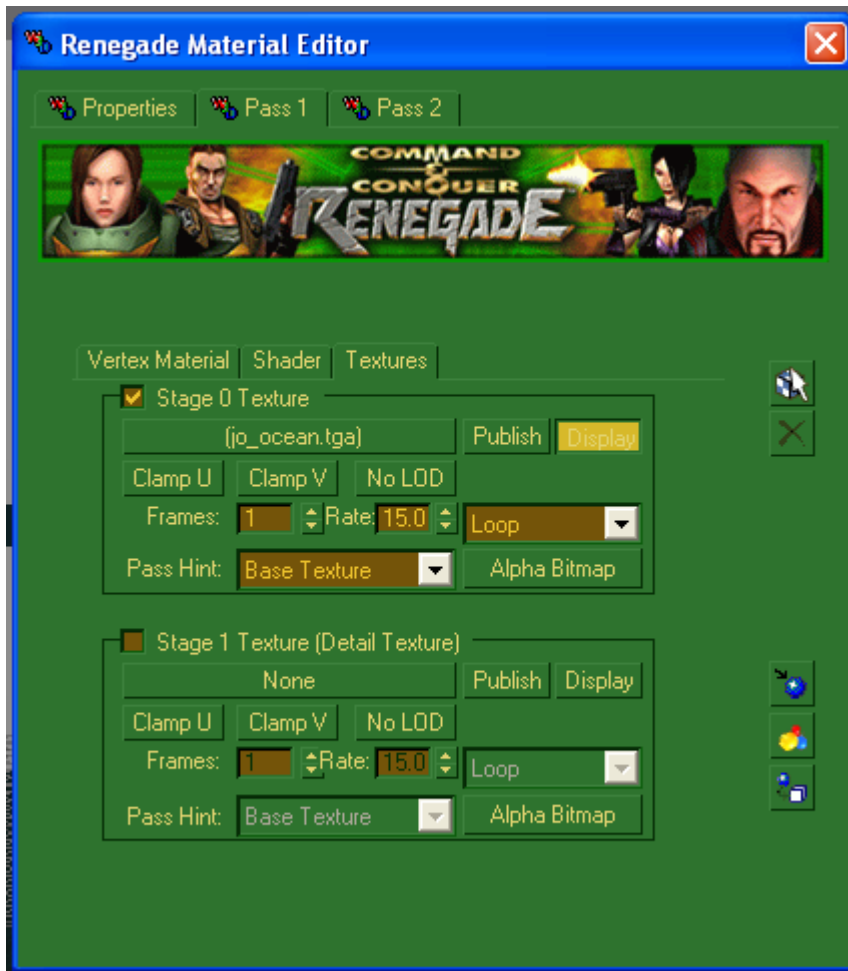 Renegade Material Editor
Properties Pass 1 Pass 2
COMMAND
&
CONQUER
RENEGADE
Vertex Material Shader Textures
Stage 0 Texture
(jo_ocean.tga) Publish Display
Clamp U Clamp V No LOD
Frames: 1 Rate: 15.0 Loop
Pass Hint: Base Texture Alpha Bitmap
Stage 1 Texture (Detail Texture)
None Publish Display
Clamp U Clamp V No LOD
Frames: 1 Rate: 15.0 Loop
Pass Hint: Base Texture Alpha Bitmap